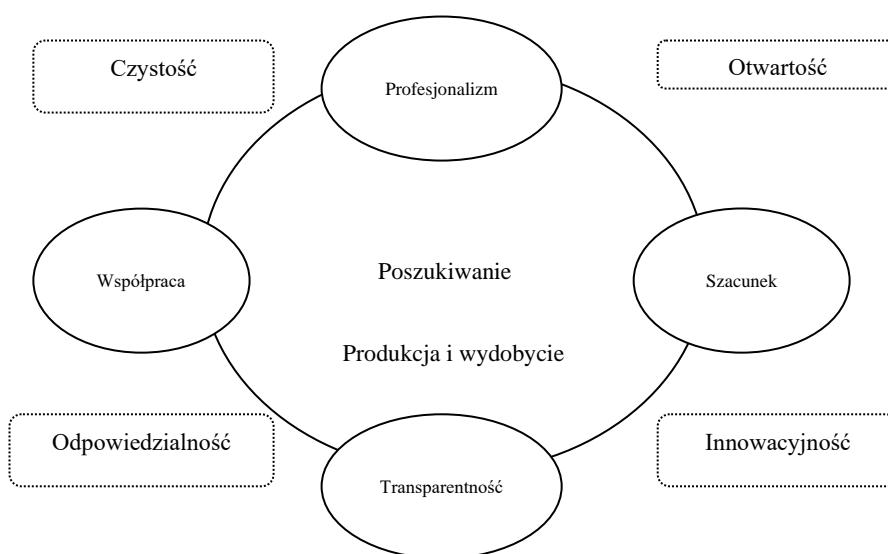 Czystość
Profesjonalizm
Otwartość
Współpraca
Poszukiwanie
Szacunek
Produkcja i wydobycie
Odpowiedzialność
Innowacyjność
Transparentność